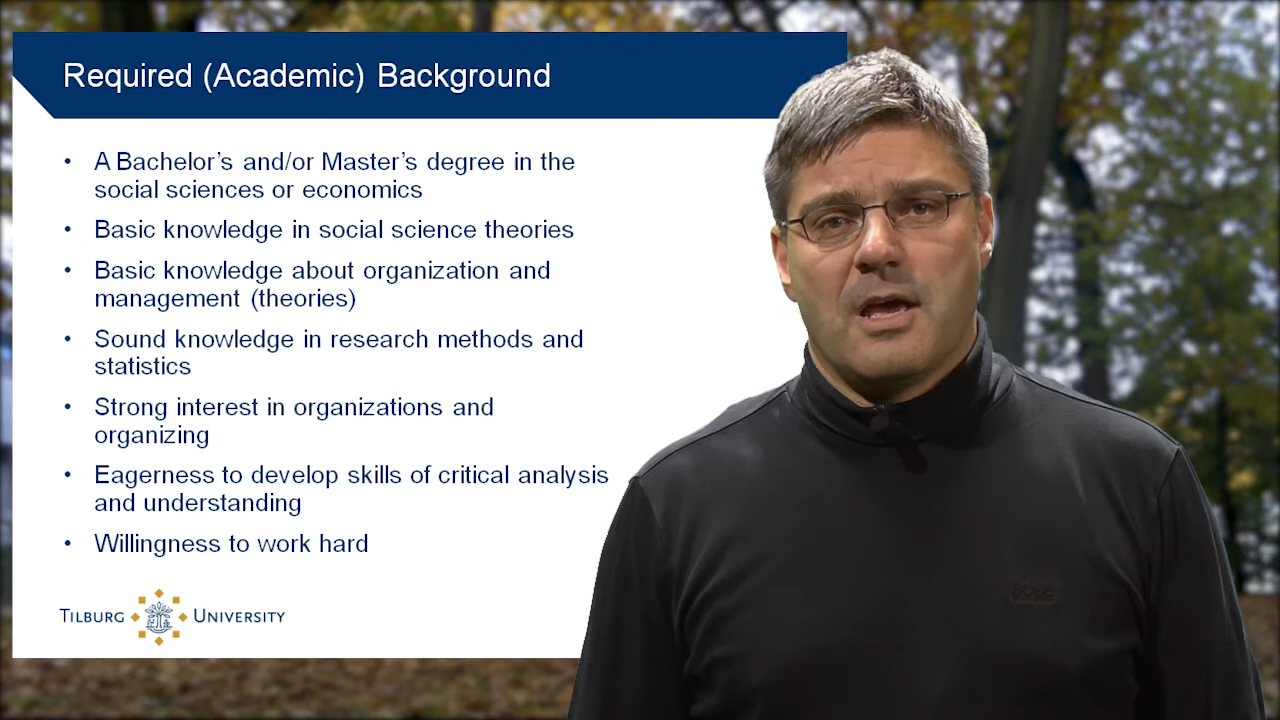 Required (Academic) Background
• A Bachelor's and/or Master's degree in the
social sciences or economics
• Basic knowledge in social science theories
• Basic knowledge about organization and
management (theories)
• Sound knowledge in research methods and
statistics
• Strong interest in organizations and
organizing
• Eagerness to develop skills of critical analysis
and understanding
• Willingness to work hard
TILBURG UNIVERSITY